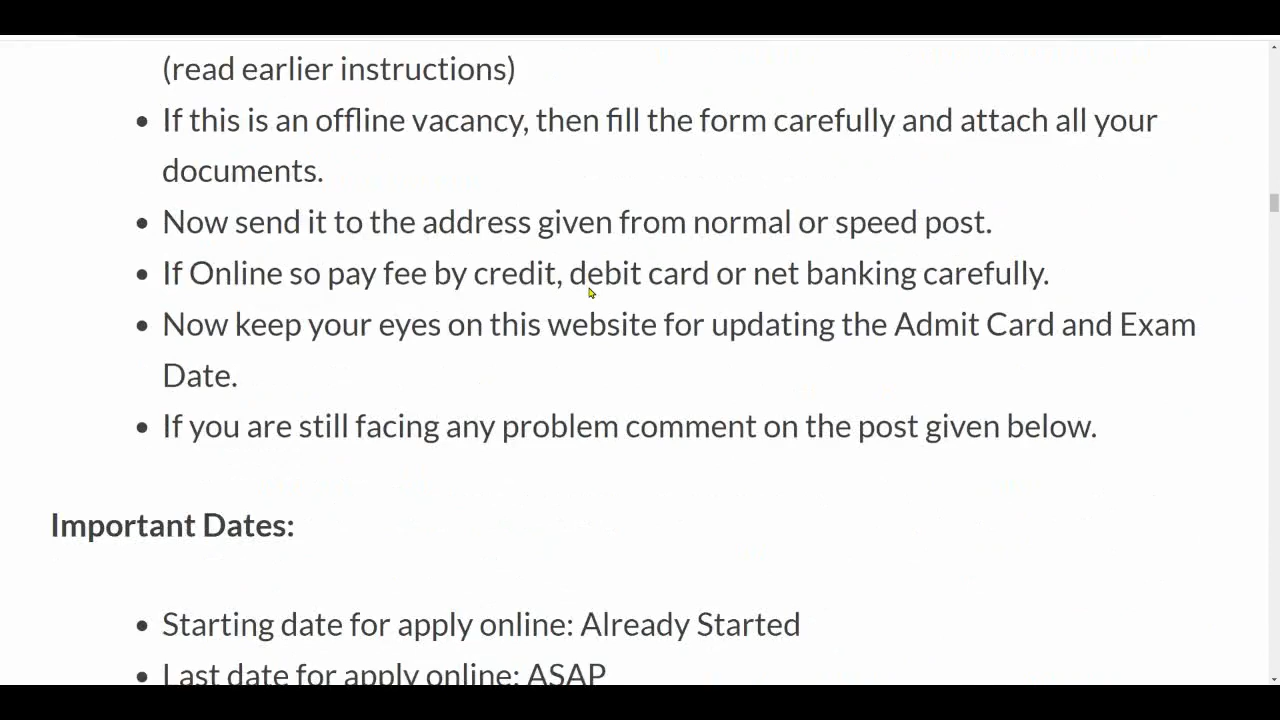 (read earlier instructions)
• If this is an offline vacancy, then fill the form carefully and attach all your
documents.
• Now send it to the address given from normal or speed post.
• If Online so pay fee by credit, debit card or net banking carefully.
• Now keep your eyes on this website for updating the Admit Card and Exam
Date.
• If you are still facing any problem comment on the post given below.
Important Dates:
• Starting date for apply online: Already Started
• Last date for apply online: ASAP